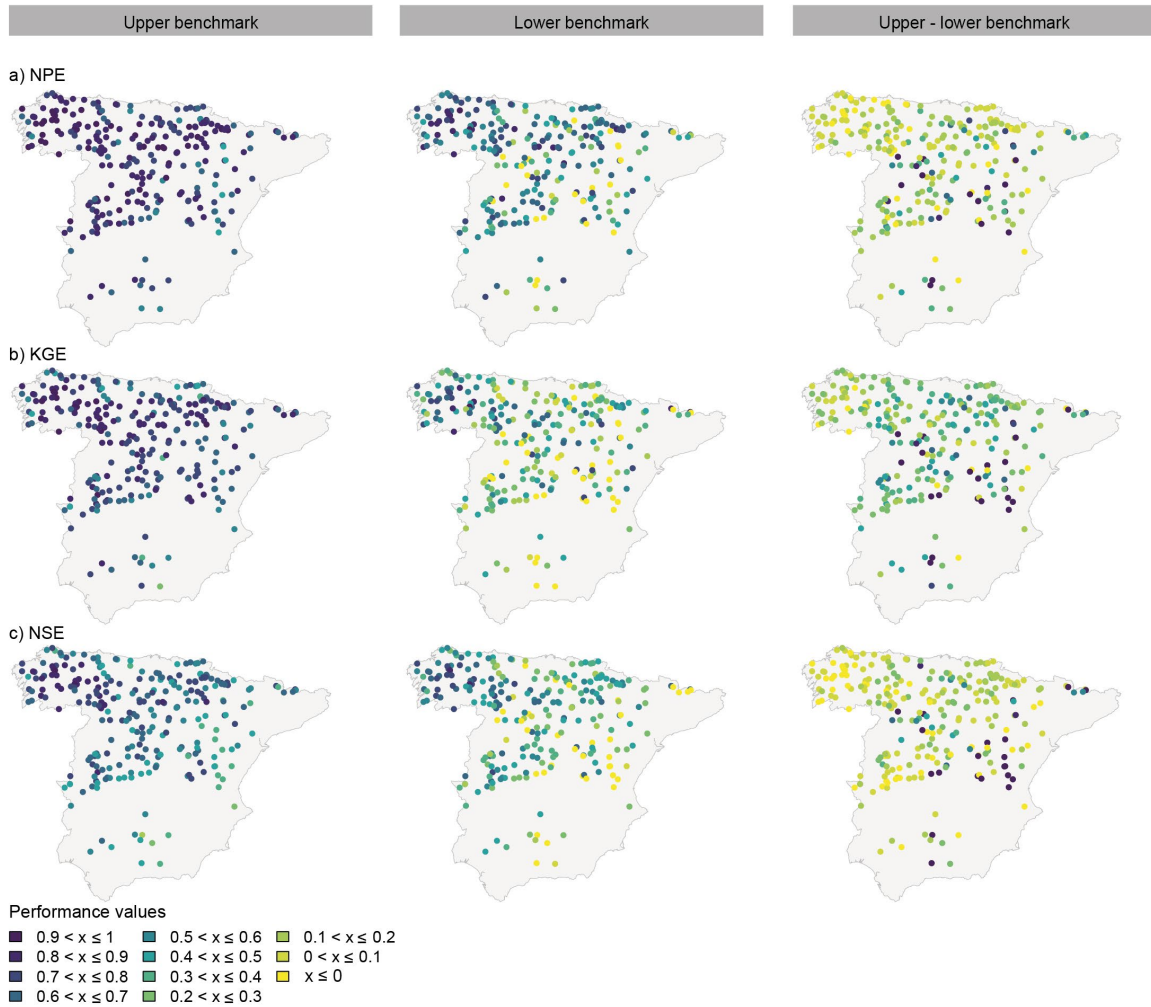 Upper benchmark
Lower benchmark
Upper - lower benchmark
a) NPE
b) KGE
c) NSE
Performance values
0.9 < x ≤ 1
0.8 < x ≤ 0.9
0.7 < x ≤ 0.8
0.6 < x ≤ 0.7
0.5 < x ≤ 0.6
0.4 < x ≤ 0.5
0.3 < x ≤ 0.4
0.2 < x ≤ 0.3
0.1 < x ≤ 0.2
0 < x ≤ 0.1
x ≤ 0